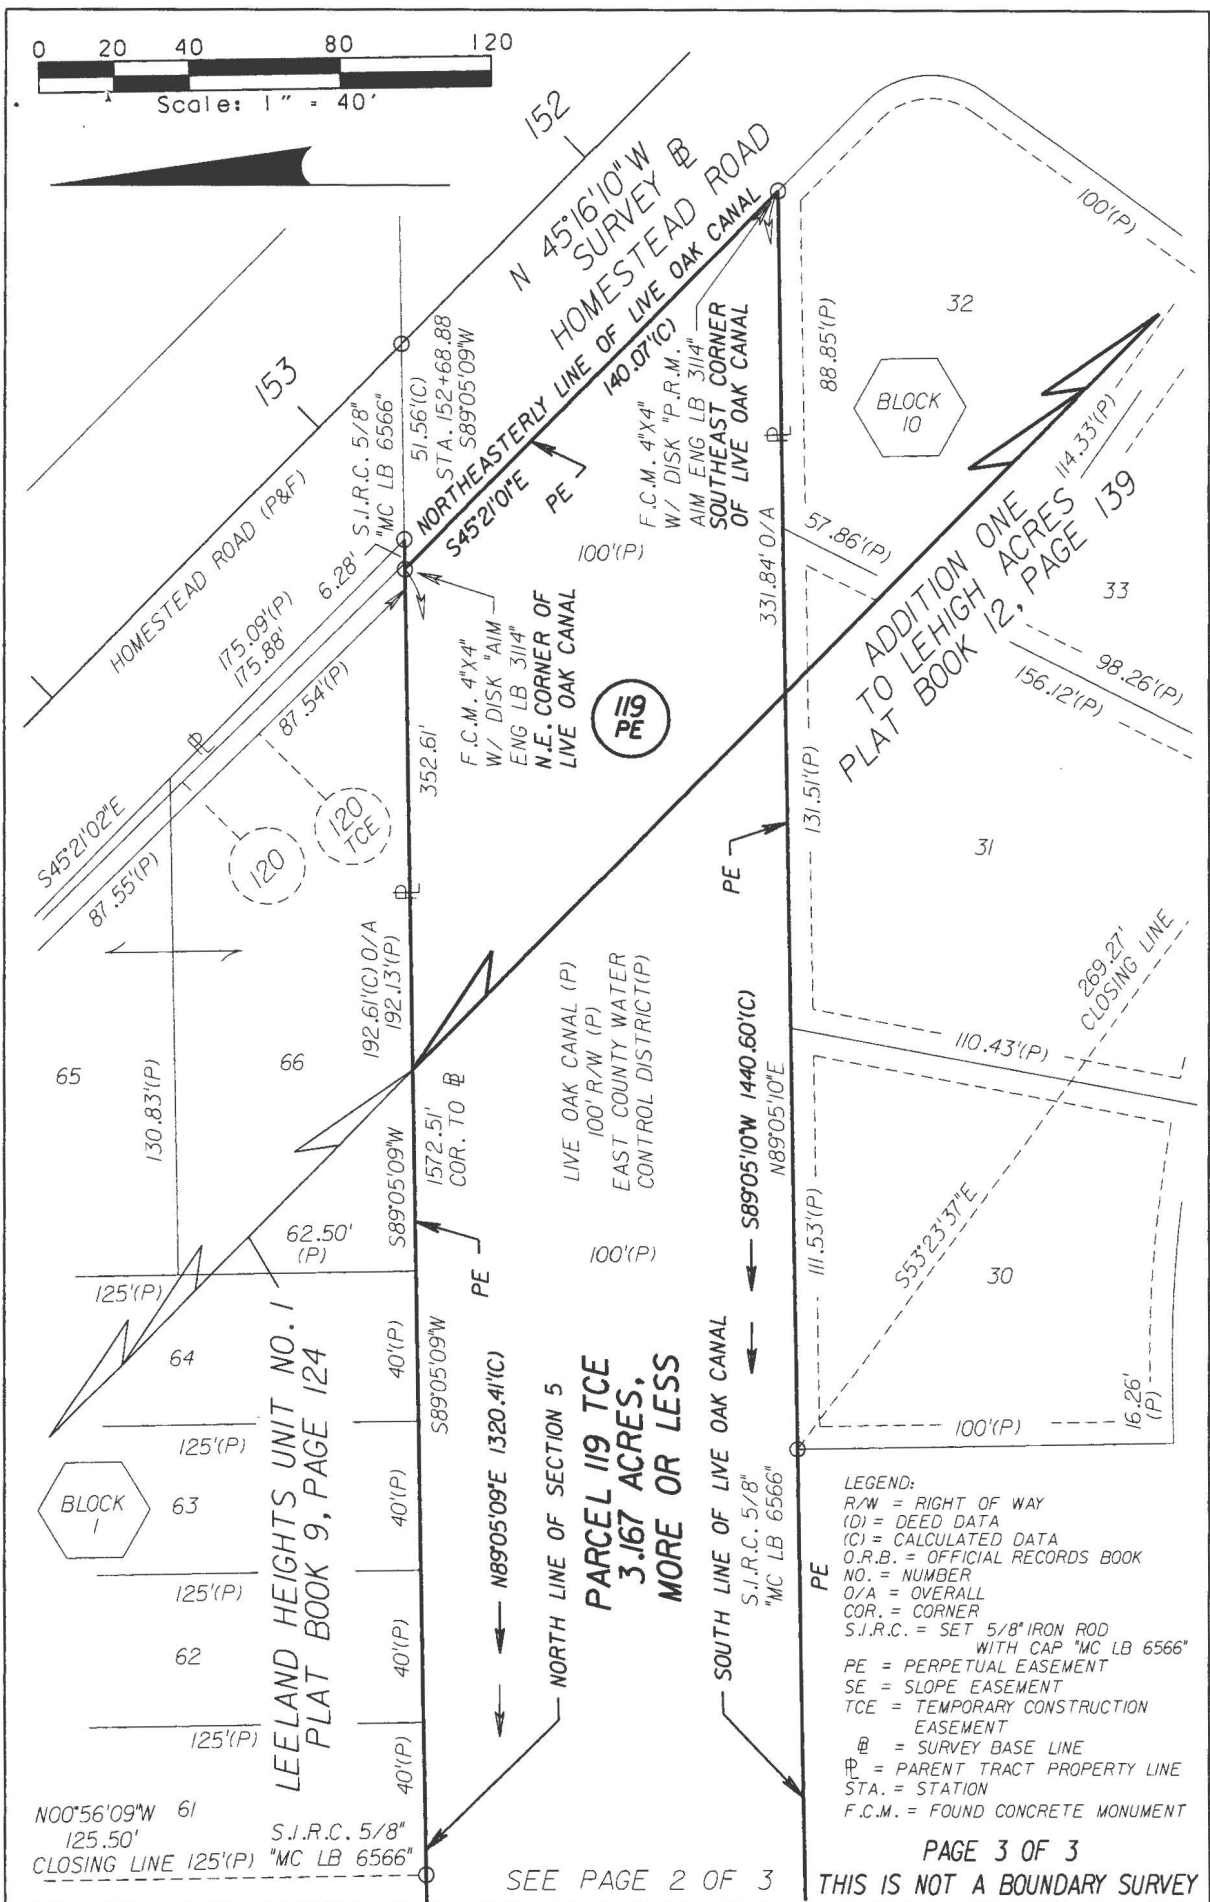 0 20 40 80 120
Scale: 1" = 40'
152
153
N 45°16'10" W
SURVEY BL
HOMESTEAD ROAD
NORTHEASTERLY LINE OF LIVE OAK CANAL
S45°21'01"E
140.07'(C)
PE
100'(P)
HOMESTEAD ROAD (P&F)
S.I.R.C. 5/8"
"MC LB 6566"
51.56'(C)
STA. 152+68.88
S89°05'09"W
6.28'
175.09'(P)
175.88'
87.54'(P)
S45°21'02"E
87.55'(P)
120
120
TCE
F.C.M. 4"X4"
W/ DISK "AIM
ENG LB 3114"
N.E. CORNER OF
LIVE OAK CANAL
119
PE
F.C.M. 4"X4"
W/ DISK "P.R.M.
AIM ENG LB 3114"
SOUTHEAST CORNER
OF LIVE OAK CANAL
PL
331.84' O/A
88.85'(P)
100'(P)
32
BLOCK
10
114.33'(P)
57.86'(P)
ADDITION ONE
TO LEHIGH ACRES
PLAT BOOK 12, PAGE 139
33
98.26'(P)
156.12'(P)
131.51'(P)
31
PE
352.61'
PL
PL
192.61'(C) O/A
192.13'(P)
65
130.83'(P)
66
1572.51'
COR. TO BL
S89°05'09"W
PE
LIVE OAK CANAL (P)
100' R/W (P)
EAST COUNTY WATER
CONTROL DISTRICT(P)
100'(P)
S89°05'10"W 1440.60'(C)
N89°05'10"E
269.27'
CLOSING LINE
110.43'(P)
S53°23'37"E
111.53'(P)
30
16.26'
(P)
100'(P)
62.50'
(P)
125'(P)
64
40'(P)
S89°05'09"W
125'(P)
BLOCK
1
63
40'(P)
125'(P)
62
40'(P)
125'(P)
40'(P)
LEELAND HEIGHTS UNIT NO. 1
PLAT BOOK 9, PAGE 124
N89°05'09"E 1320.41'(C)
NORTH LINE OF SECTION 5
PARCEL 119 TCE
3.167 ACRES,
MORE OR LESS
SOUTH LINE OF LIVE OAK CANAL
S.I.R.C. 5/8"
"MC LB 6566"
PE
N00°56'09"W 61
125.50'
CLOSING LINE 125'(P)
S.I.R.C. 5/8"
"MC LB 6566"
LEGEND:
R/W = RIGHT OF WAY
(D) = DEED DATA
(C) = CALCULATED DATA
O.R.B. = OFFICIAL RECORDS BOOK
NO. = NUMBER
O/A = OVERALL
COR. = CORNER
S.I.R.C. = SET 5/8" IRON ROD
WITH CAP "MC LB 6566"
PE = PERPETUAL EASEMENT
SE = SLOPE EASEMENT
TCE = TEMPORARY CONSTRUCTION
EASEMENT
BL = SURVEY BASE LINE
PL = PARENT TRACT PROPERTY LINE
STA. = STATION
F.C.M. = FOUND CONCRETE MONUMENT
SEE PAGE 2 OF 3
PAGE 3 OF 3
THIS IS NOT A BOUNDARY SURVEY